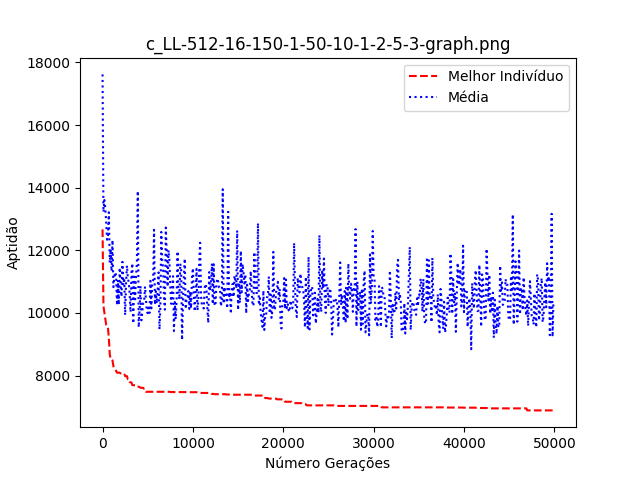 c_LL-512-16-150-1-50-10-1-2-5-3-graph.png
18000
16000
14000
12000
10000
8000
Aptidão
Melhor Indivíduo
Média
0
10000
20000
30000
40000
50000
Número Gerações